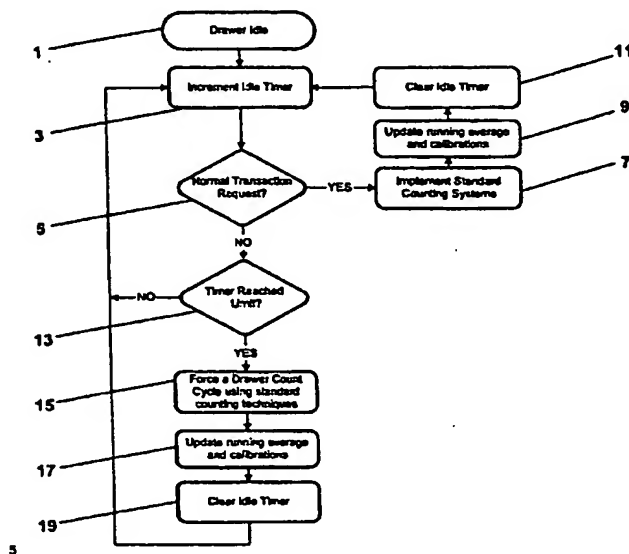 1
Drawer Idle
11
Increment Idle Timer
Clear Idle Timer
3
9
Update running average
and calibrations
7
Normal Transaction
Request?
YES
Implement Standard
Counting Systems
5
NO
Timer Reached
Limit?
NO
13
YES
Force a Drawer Count
Cycle using standard
counting techniques
15
Update running average
and calibrations
17
Clear Idle Timer
19
5